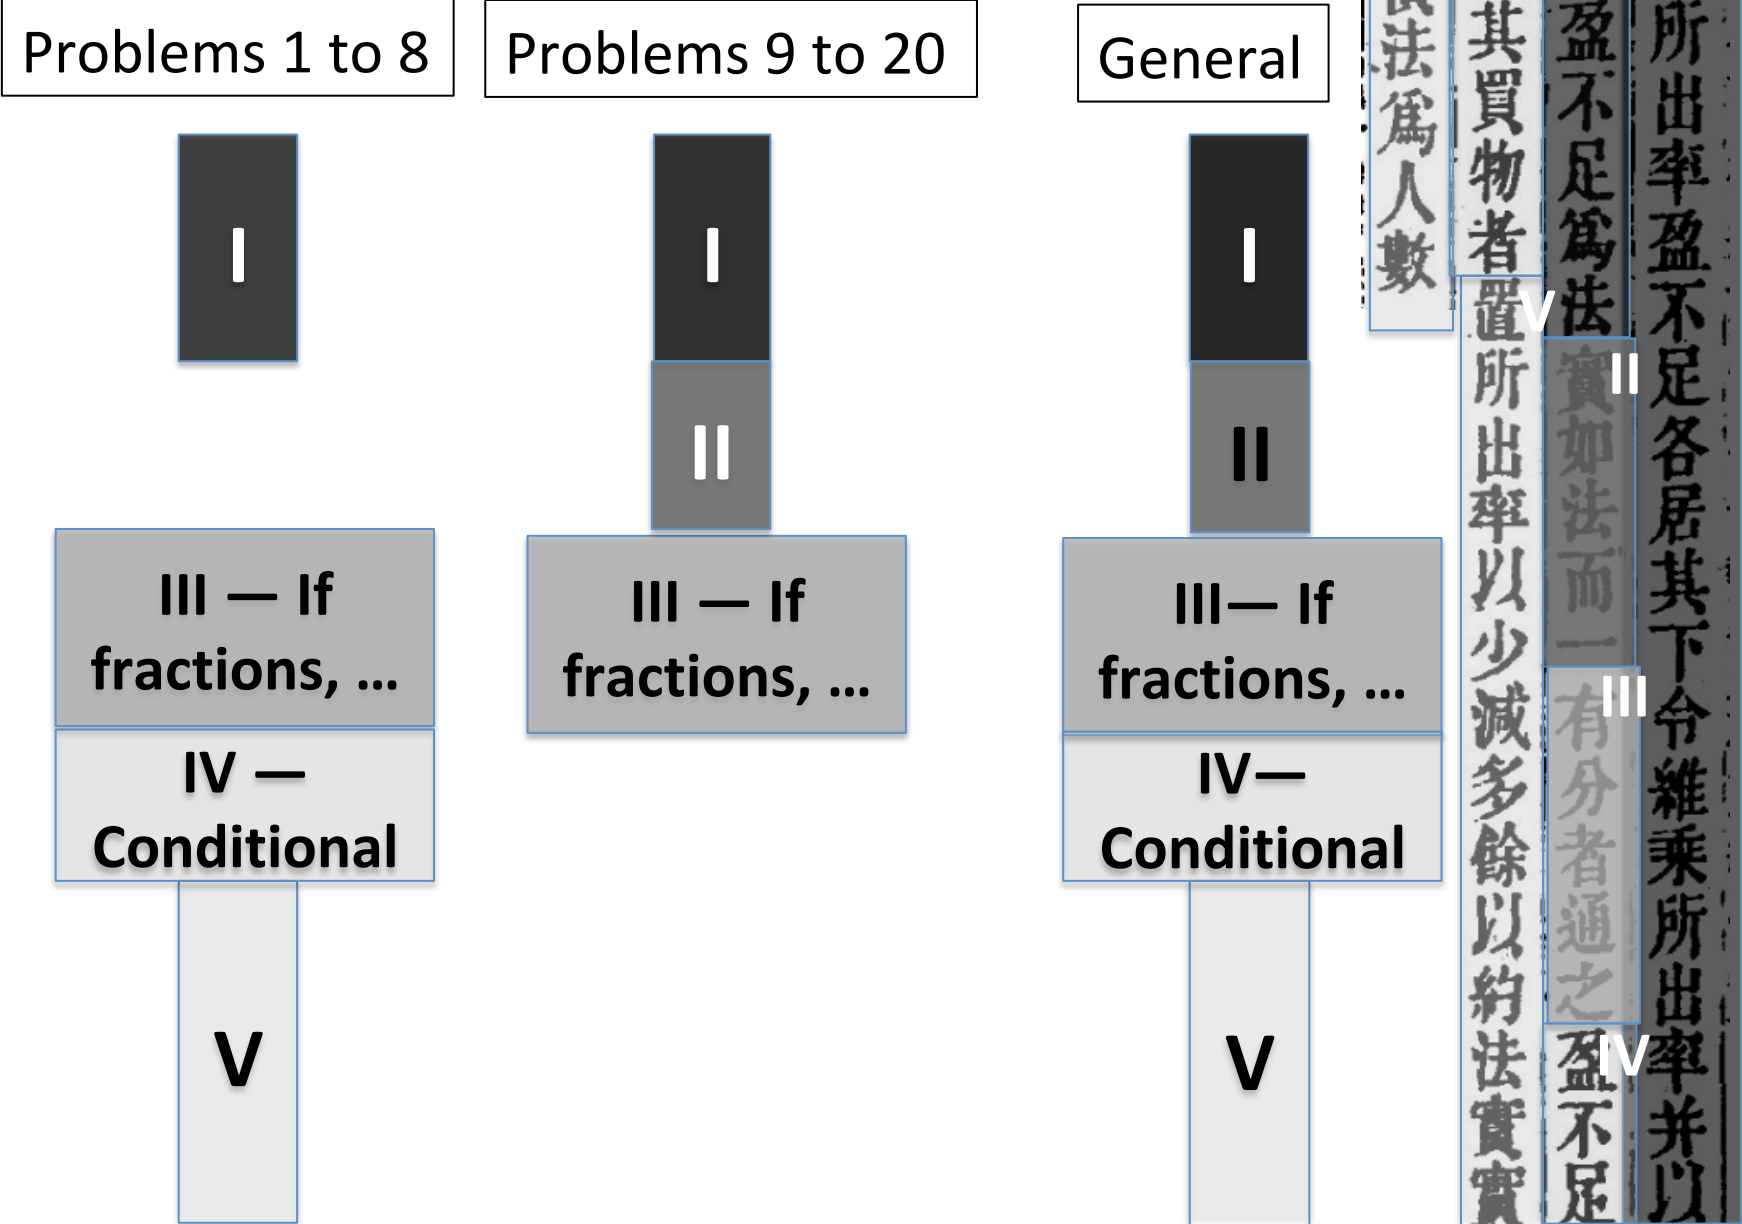 Problems 1 to 8
I
III — If
fractions, ...
IV —
Conditional
V
Problems 9 to 20
I
II
III — If
fractions, ...
General
I
II
III— If
fractions, ...
IV—
Conditional
V
所出率盈不足各居其下令維乘所出率并以
盈不足爲法實如法而一有分者通之盈不足
其買物者置所出率以少減多餘以約法實實
法爲人數
V
II
III
IV